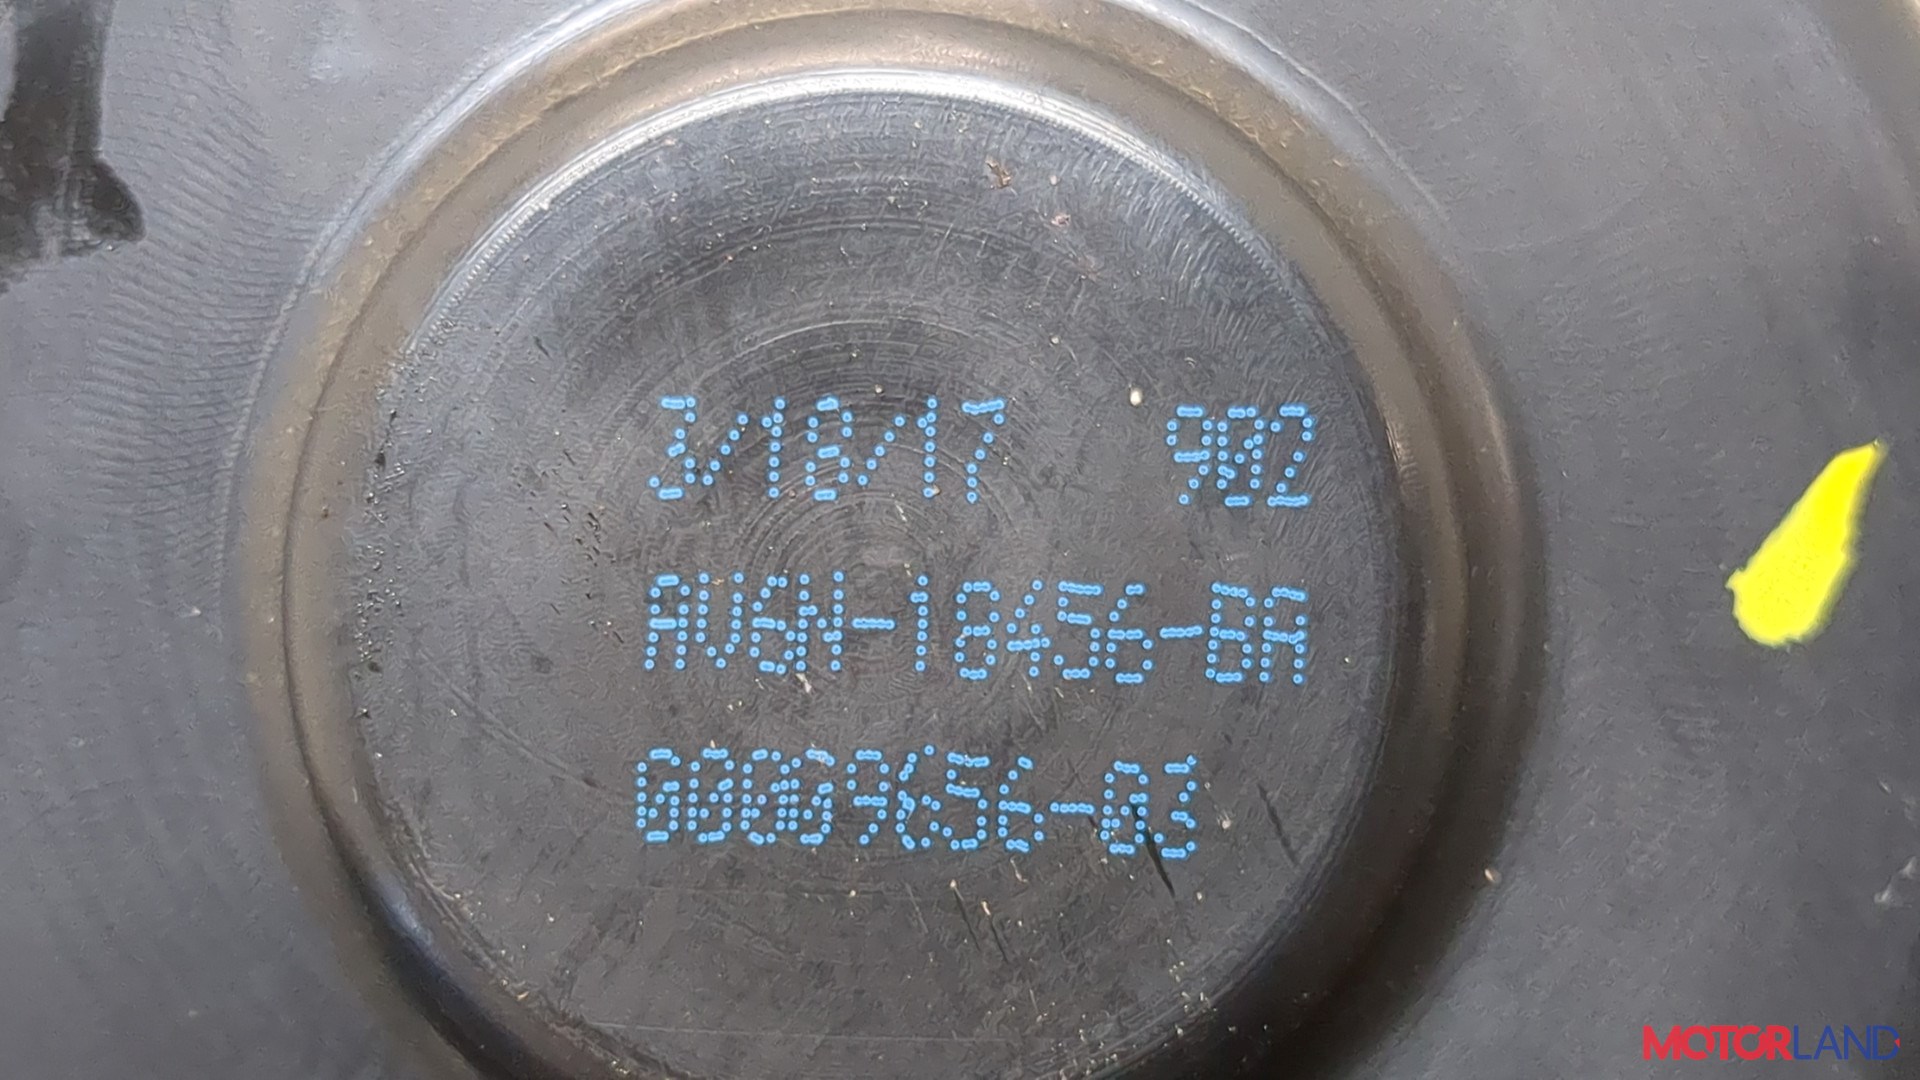 3/18/17 902
AV6N-18456-BA
00009656-03
MOTORLAND